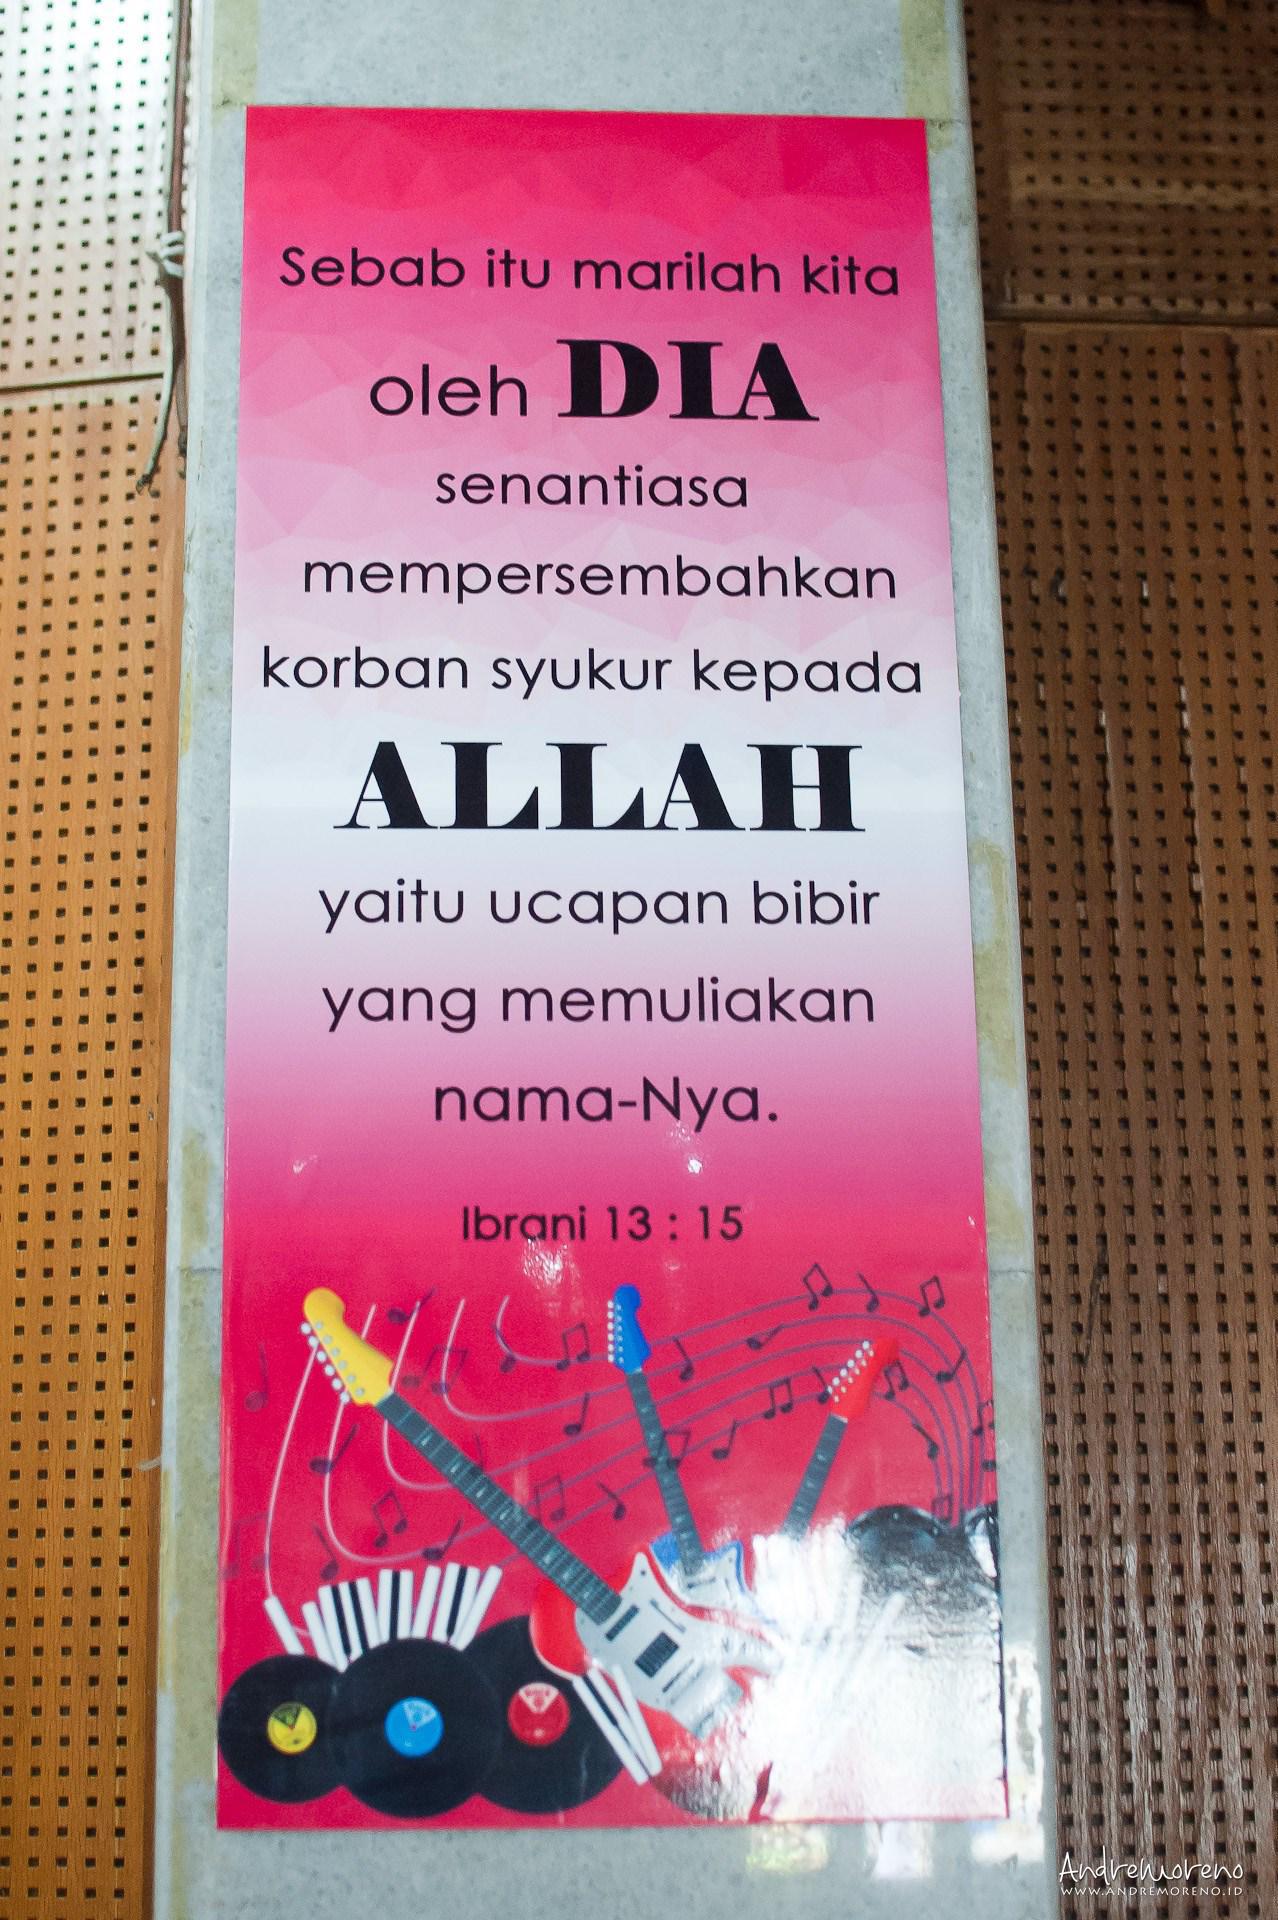 Sebab itu marilah kita
oleh DIA
senantiasa
mempersembahkan
korban syukur kepada
ALLAH
yaitu ucapan bibir
yang memuliakan
nama-Nya.
Ibrani 13 : 15
AndreMoreno
WWW.ANDREMORENO.ID